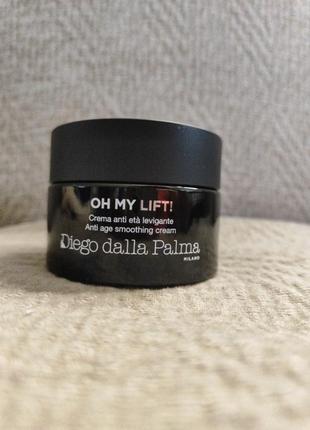 OH MY LIFT!
Crema anti età levigante
Anti age smoothing cream
Diego dalla Palma
MILANO